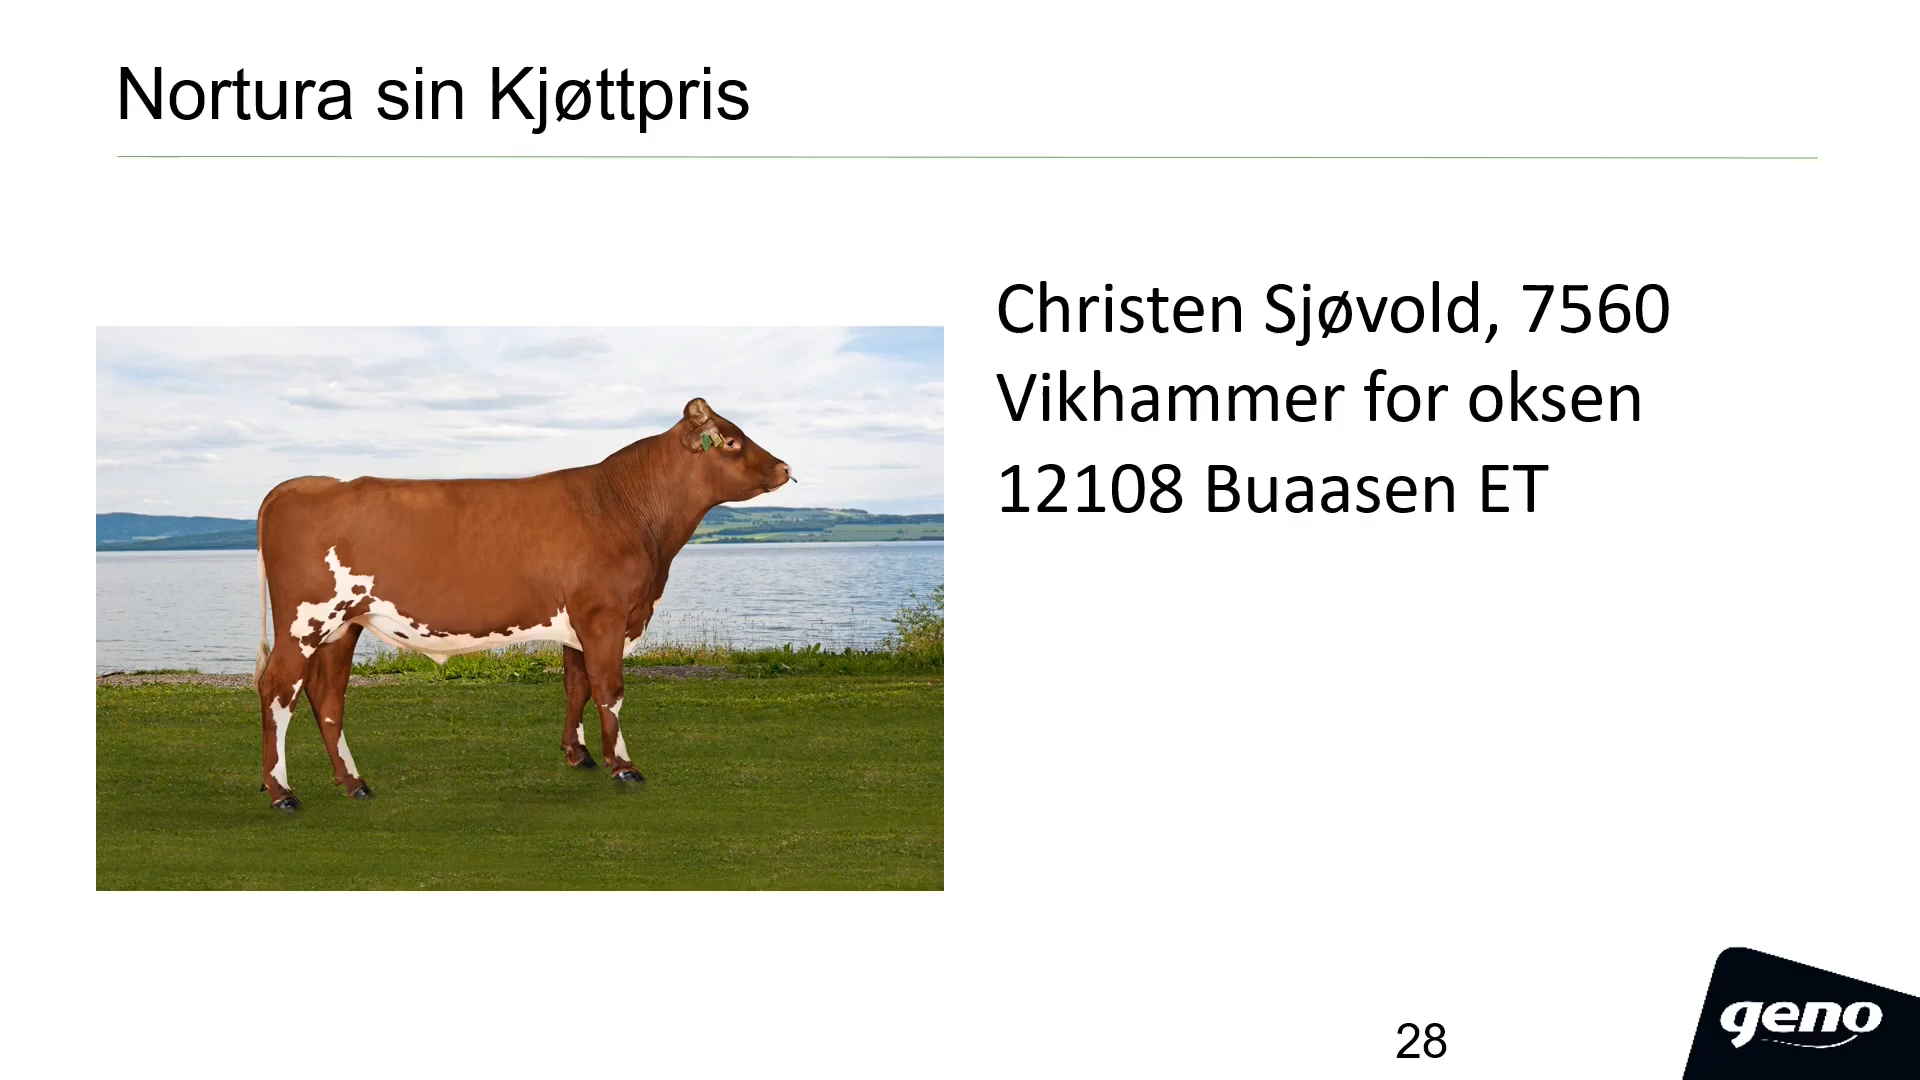 Nortura sin Kjøttpris
Christen Sjøvold, 7560
Vikhammer for oksen
12108 Buaasen ET
28
geno